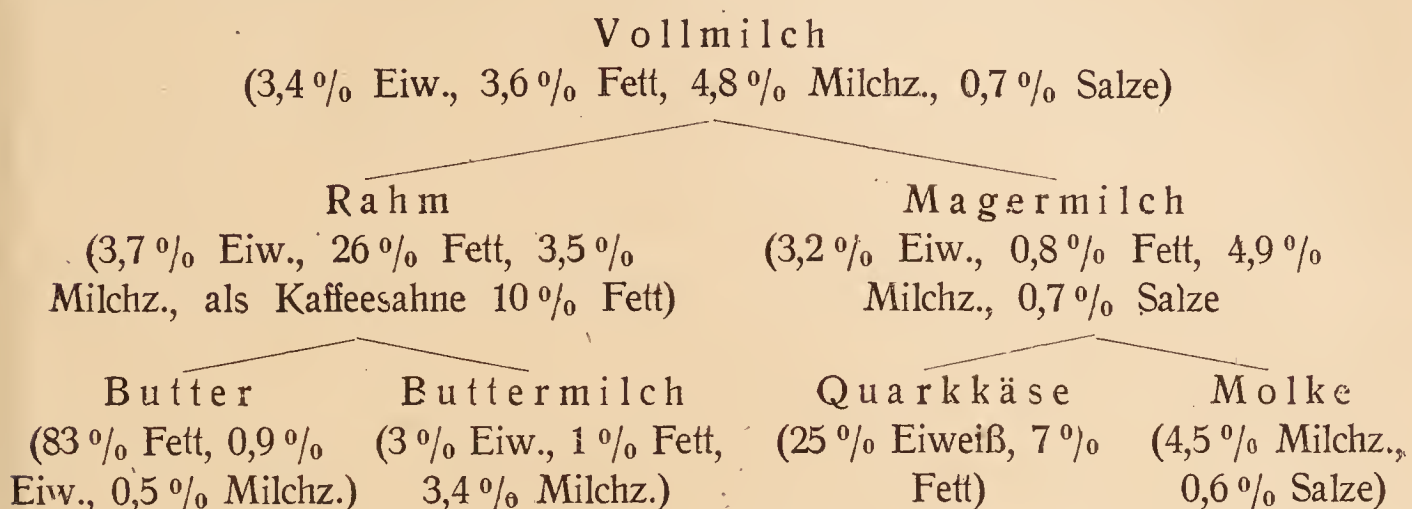 Vollmilch
(3,4 % Eiw., 3,6 % Fett, 4,8 % Milchz., 0,7 % Salze)
Rahm
(3,7 % Eiw., 26 % Fett, 3,5 %
Milchz., als Kaffeesahne 10 % Fett)
Magermilch
(3,2 % Eiw., 0,8 % Fett, 4,9 %
Milchz., 0,7 % Salze
Butter
(83 % Fett, 0,9 %
Eiw., 0,5 % Milchz.)
Buttermilch
(3 % Eiw., 1 % Fett,
3,4 % Milchz.)
Quarkkäse
(25 % Eiweiß, 7 %
Fett)
Molke
(4,5 % Milchz.,
0,6 % Salze)